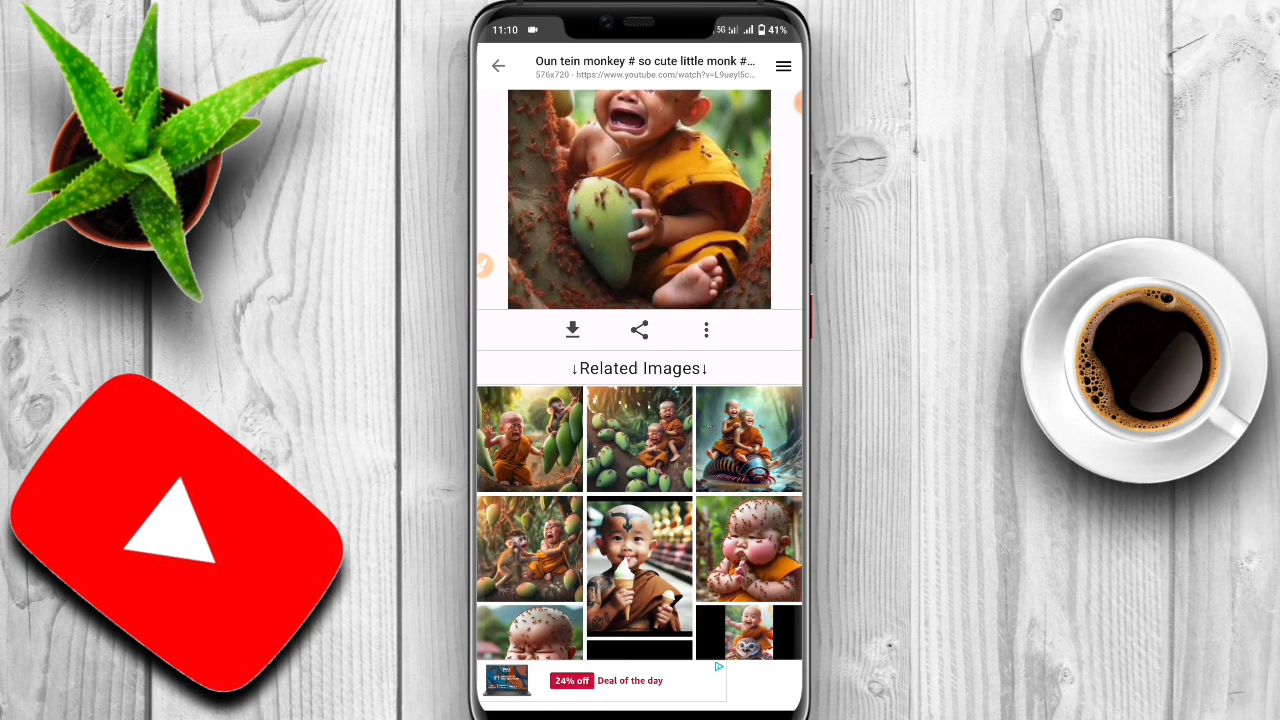 11:10
5G
41%
Oun tein monkey # so cute little monk #...
576x720 - https://www.youtube.com/watch?v=L9ueyl5c...
↓Related Images↓
24% off Deal of the day